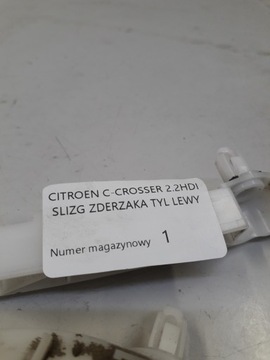 CITROEN C-CROSSER 2.2HDI
SLIZG ZDERZAKA TYL LEWY
Numer magazynowy 1